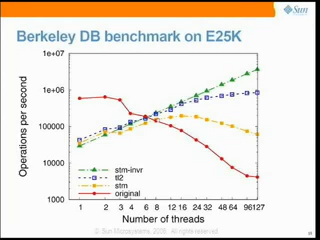 Sun
Berkeley DB benchmark on E25K
1e+07
1e+06
100000
10000
1000
Operations per second
stm-invr
tl2
stm
original
1 2 3 4 6 8 12 16 24 32 48 64 96 127
Number of threads
© Sun Microsystems, 2008. All rights reserved.